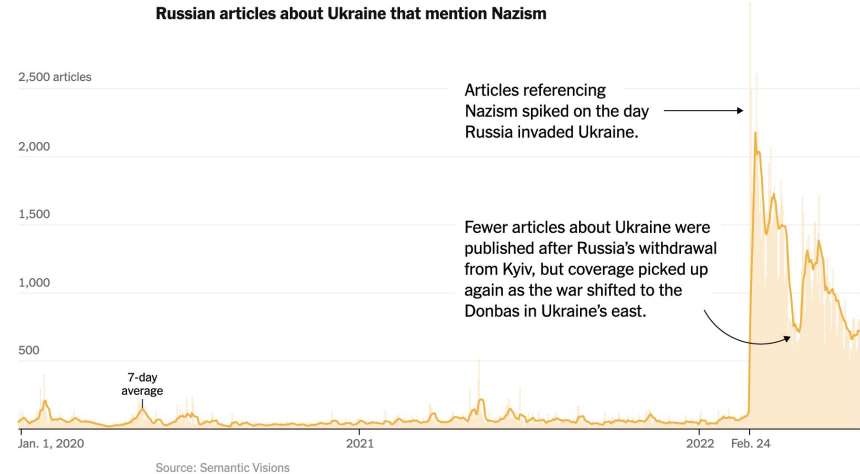 Russian articles about Ukraine that mention Nazism
2,500 articles
Articles referencing
Nazism spiked on the day
Russia invaded Ukraine.
2,000
1,500
Fewer articles about Ukraine were
published after Russia’s withdrawal
from Kyiv, but coverage picked up
again as the war shifted to the
Donbas in Ukraine’s east.
1,000
500
7-day
average
Jan. 1, 2020
2021
2022
Feb. 24
Source: Semantic Visions